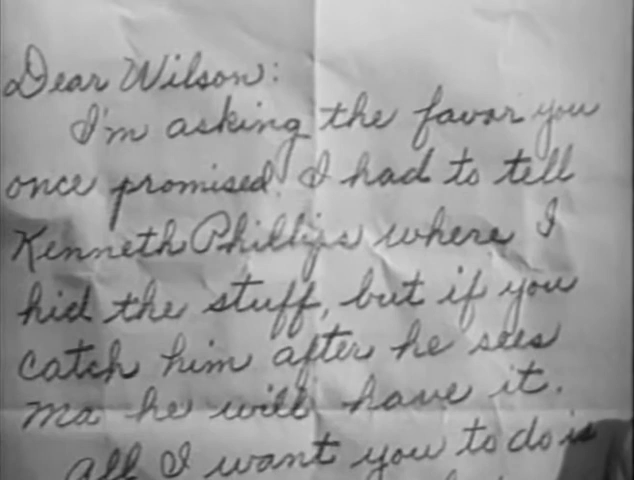 Dear Wilson:
I'm asking the favor you
once promised. I had to tell
Kenneth Phillips where I
hid the stuff, but if you
catch him after he sees
Ma he will have it.
All I want you to do is